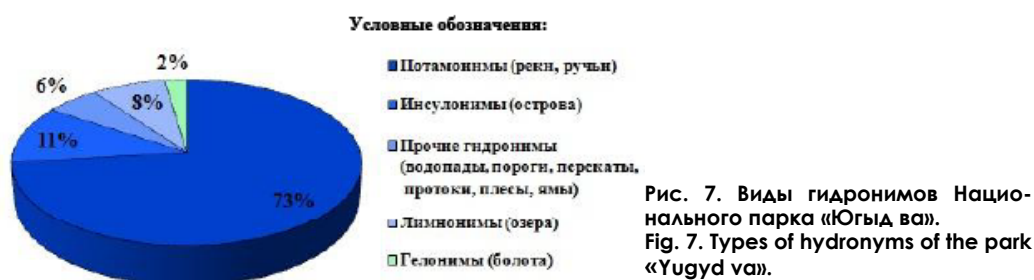 Условные обозначения:
2%
6%
8%
11%
73%
Потамонимы (реки, ручьи)
Инсулонимы (острова)
Прочие гидронимы
(водопады, пороги, перекаты,
протоки, плесы, ямы)
Лимнонимы (озера)
Гелонимы (болота)
Рис. 7. Виды гидронимов Нацио-
нального парка «Югыд ва».
Fig. 7. Types of hydronyms of the park
«Yugyd va».